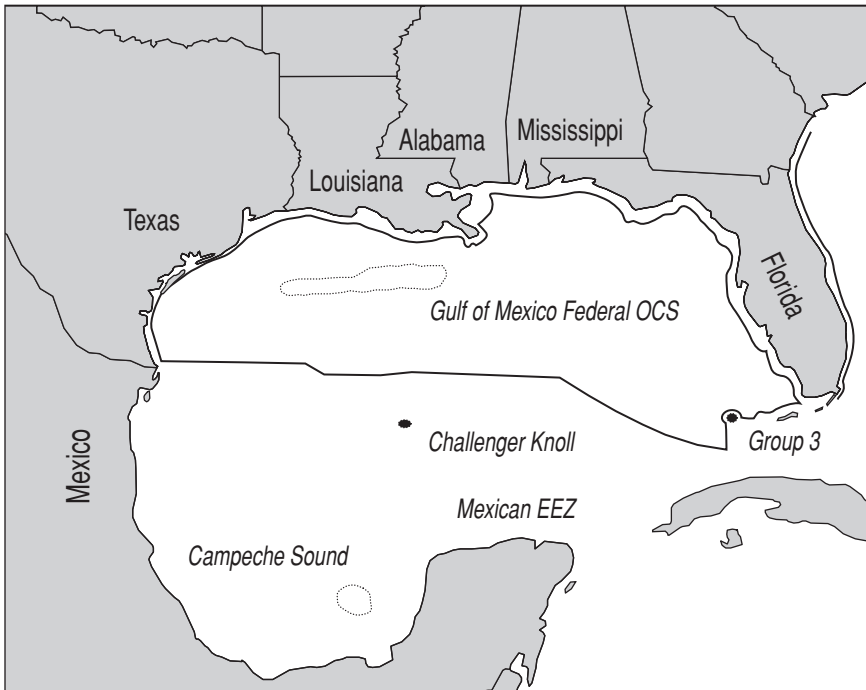 Alabama
Mississippi
Louisiana
Texas
Florida
Gulf of Mexico Federal OCS
Challenger Knoll
Group 3
Mexico
Mexican EEZ
Campeche Sound